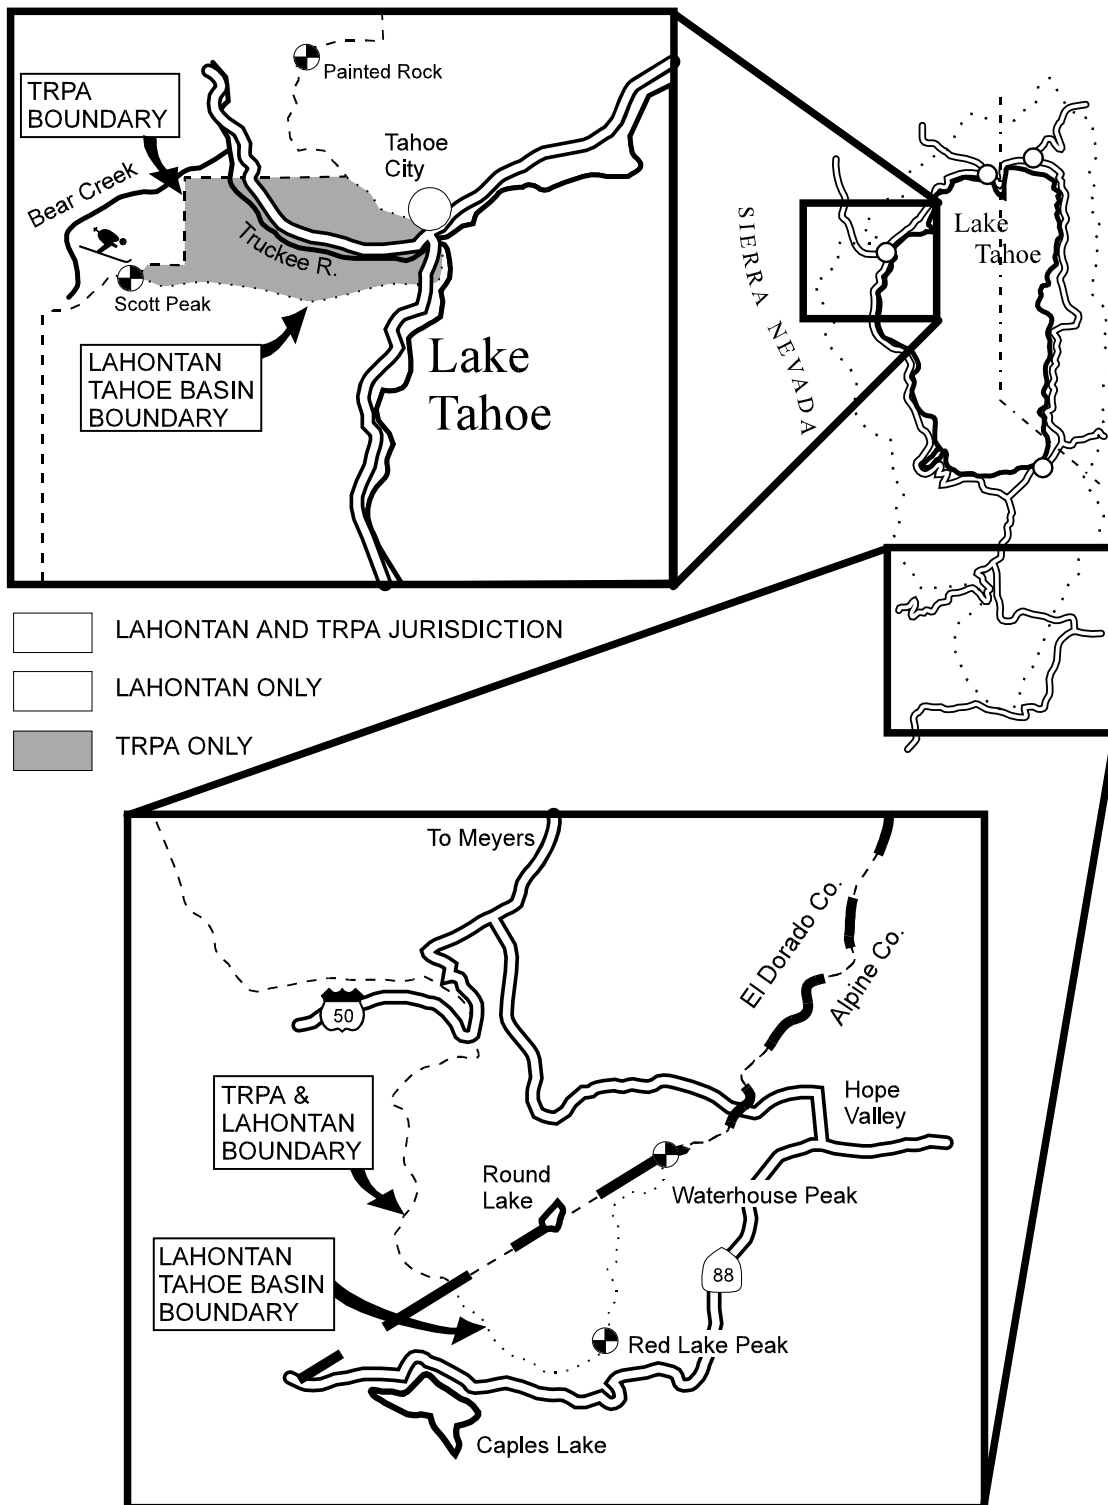 Painted Rock
TRPA
BOUNDARY
Tahoe
City
Bear Creek
Truckee R.
Scott Peak
LAHONTAN
TAHOE BASIN
BOUNDARY
Lake
Tahoe
SIERRA NEVADA
Lake
Tahoe
LAHONTAN AND TRPA JURISDICTION
LAHONTAN ONLY
TRPA ONLY
To Meyers
El Dorado Co.
Alpine Co.
50
TRPA &
LAHONTAN
BOUNDARY
Hope
Valley
Round
Lake
Waterhouse Peak
LAHONTAN
TAHOE BASIN
BOUNDARY
88
Red Lake Peak
Caples Lake